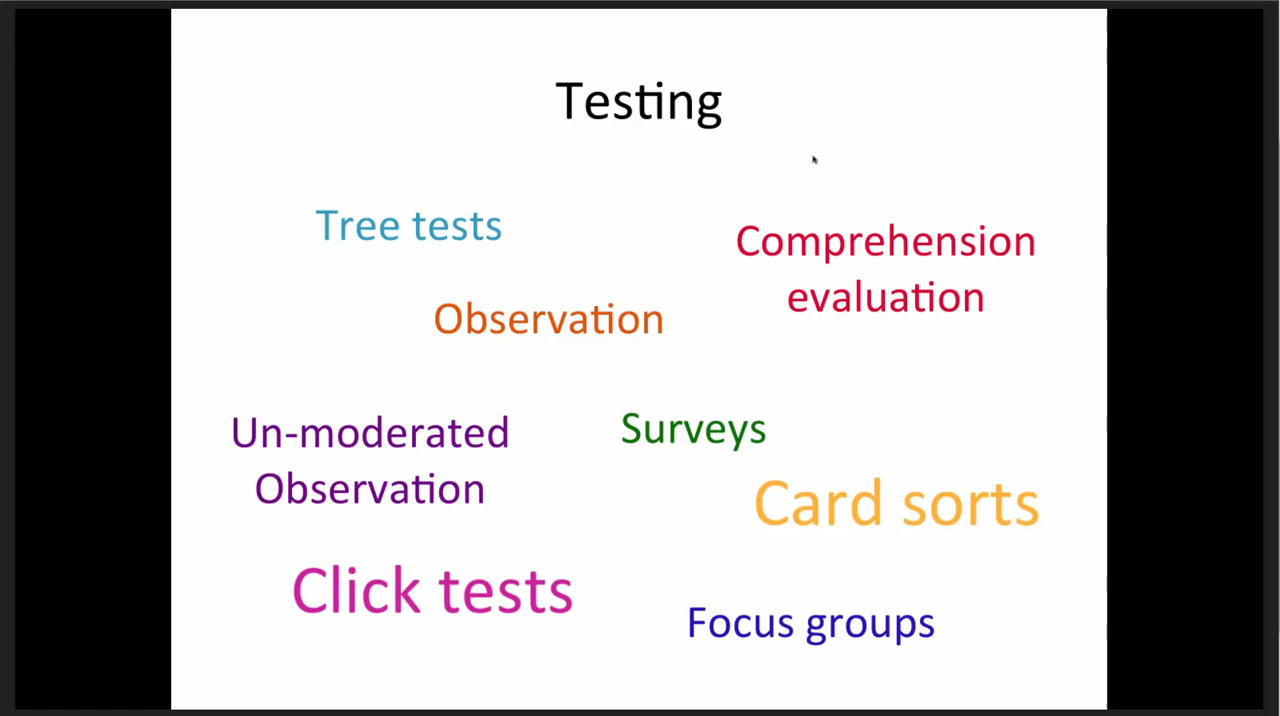 Testing
Tree tests
Comprehension
evaluation
Observation
Un-moderated
Observation
Surveys
Card sorts
Click tests
Focus groups